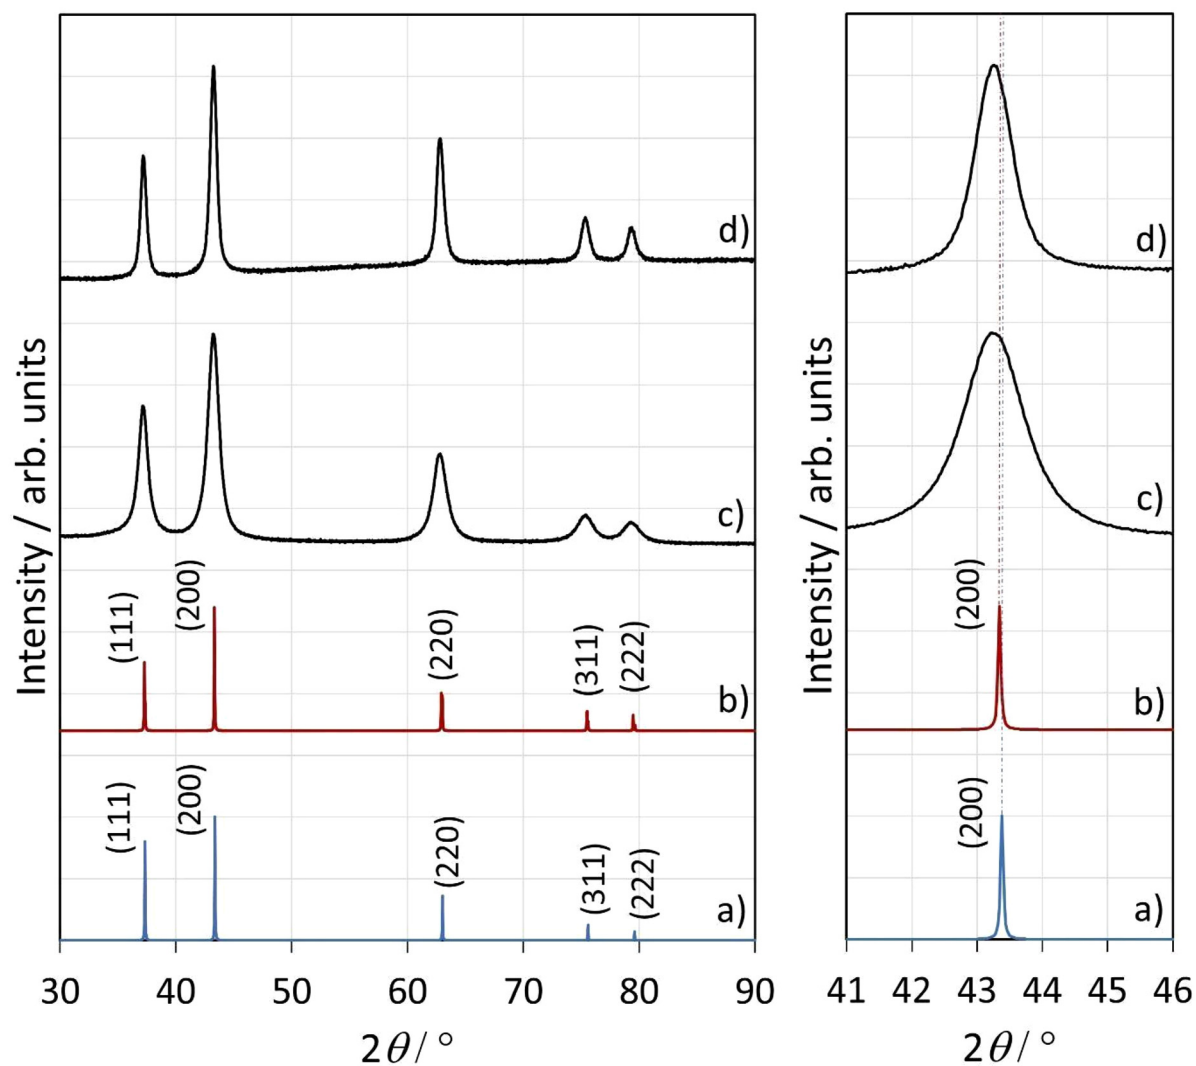 Intensity / arb. units
d)
c)
(111)
(200)
(220)
(311)
(222)
b)
(111)
(200)
(220)
(311)
(222)
a)
30 40 50 60 70 80 90
2θ/ °
Intensity / arb. units
d)
c)
(200)
b)
(200)
a)
41 42 43 44 45 46
2θ/ °